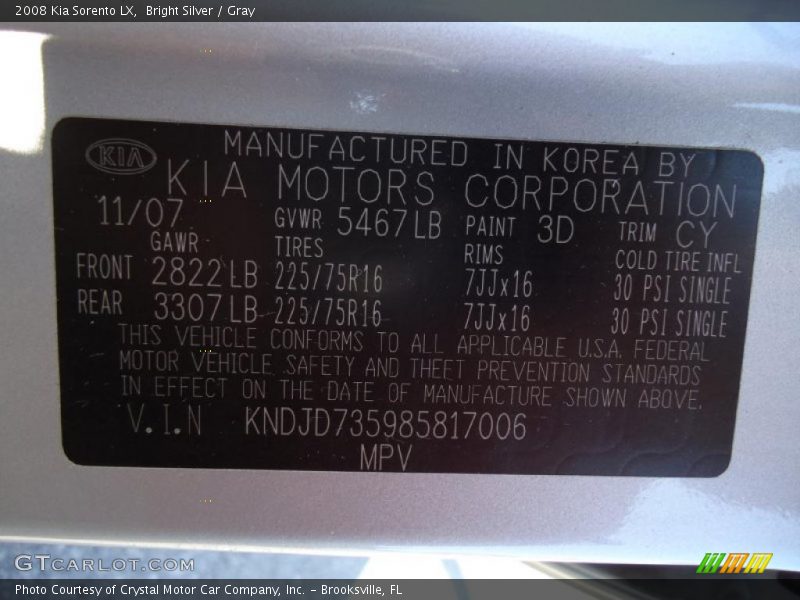 2008 Kia Sorento LX, Bright Silver / Gray
KIA
MANUFACTURED IN KOREA BY
KIA MOTORS CORPORATION
11/07 GVWR 5467LB PAINT 3D TRIM CY
GAWR TIRES RIMS COLD TIRE INFL
FRONT 2822LB 225/75R16 7JJx16 30 PSI SINGLE
REAR 3307LB 225/75R16 7JJx16 30 PSI SINGLE
THIS VEHICLE CONFORMS TO ALL APPLICABLE U.S.A. FEDERAL
MOTOR VEHICLE SAFETY AND THEFT PREVENTION STANDARDS
IN EFFECT ON THE DATE OF MANUFACTURE SHOWN ABOVE.
V.I.N KNDJD735985817006
MPV
GTCARLOT.COM
Photo Courtesy of Crystal Motor Car Company, Inc. – Brooksville, FL